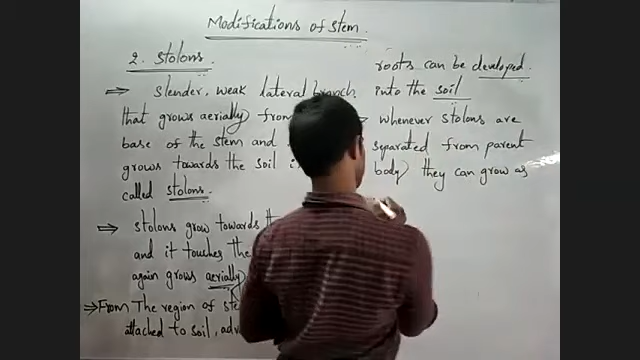 Modifications of stem.
2. Stolons.
⇒ slender, weak lateral branch.
that grows aerially from
base of the stem and
grows towards the soil
called stolons.
⇒ stolons grow towards
and it touches the
again grows aerially
⇒ From The region of
attached to soil,
roots can be developed
into the soil
whenever stolons are
separated from parent
body they can grow as